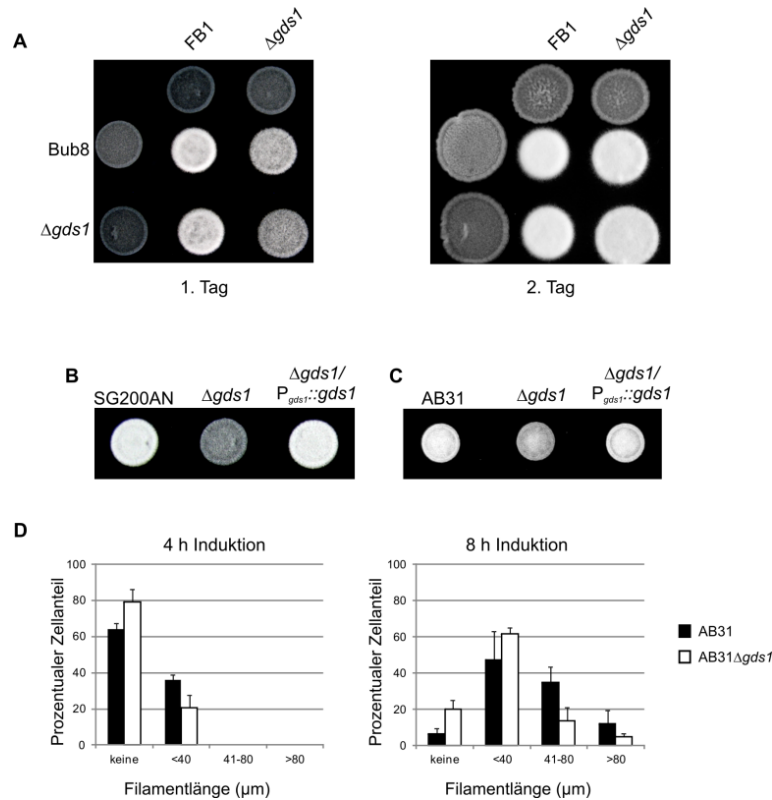 A
FB1 Δgds1
FB1 Δgds1
Bub8
Δgds1
1. Tag 2. Tag
B C
SG200AN Δgds1 Δgds1/
Pgds1::gds1
AB31 Δgds1 Δgds1/
Pgds1::gds1
D
4 h Induktion
Prozentualer Zellanteil
100
80
60
40
20
0
keine <40 41-80 >80
Filamentlänge (µm)
8 h Induktion
Prozentualer Zellanteil
100
80
60
40
20
0
keine <40 41-80 >80
Filamentlänge (µm)
AB31
AB31Δgds1